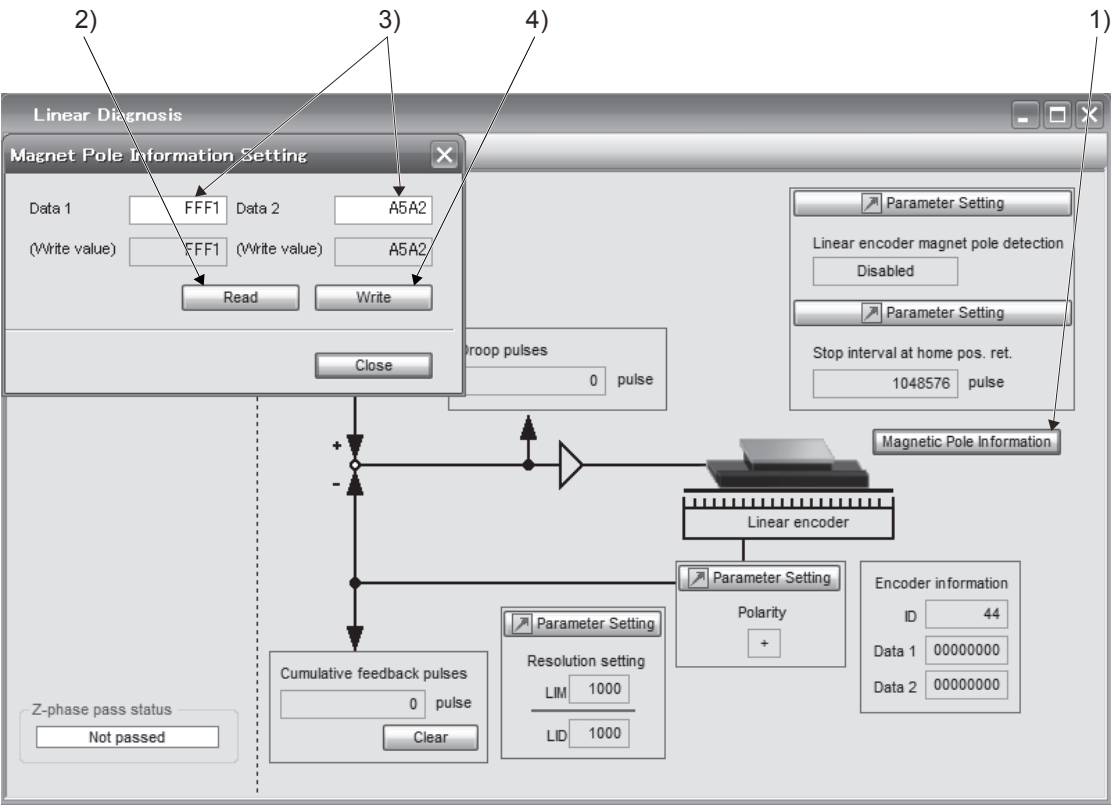 2)
3)
4)
1)
Linear Diagnosis
Magnet Pole Information Setting
Data 1 FFF1 Data 2 A5A2
(Write value) FFF1 (Write value) A5A2
Read Write
Close
Parameter Setting
Linear encoder magnet pole detection
Disabled
Parameter Setting
Stop interval at home pos. ret.
1048576 pulse
Droop pulses
0 pulse
Magnetic Pole Information
+
-
Linear encoder
Parameter Setting
Polarity
+
Encoder information
ID 44
Data 1 00000000
Data 2 00000000
Parameter Setting
Resolution setting
LIM 1000
LID 1000
Cumulative feedback pulses
0 pulse
Clear
Z-phase pass status
Not passed